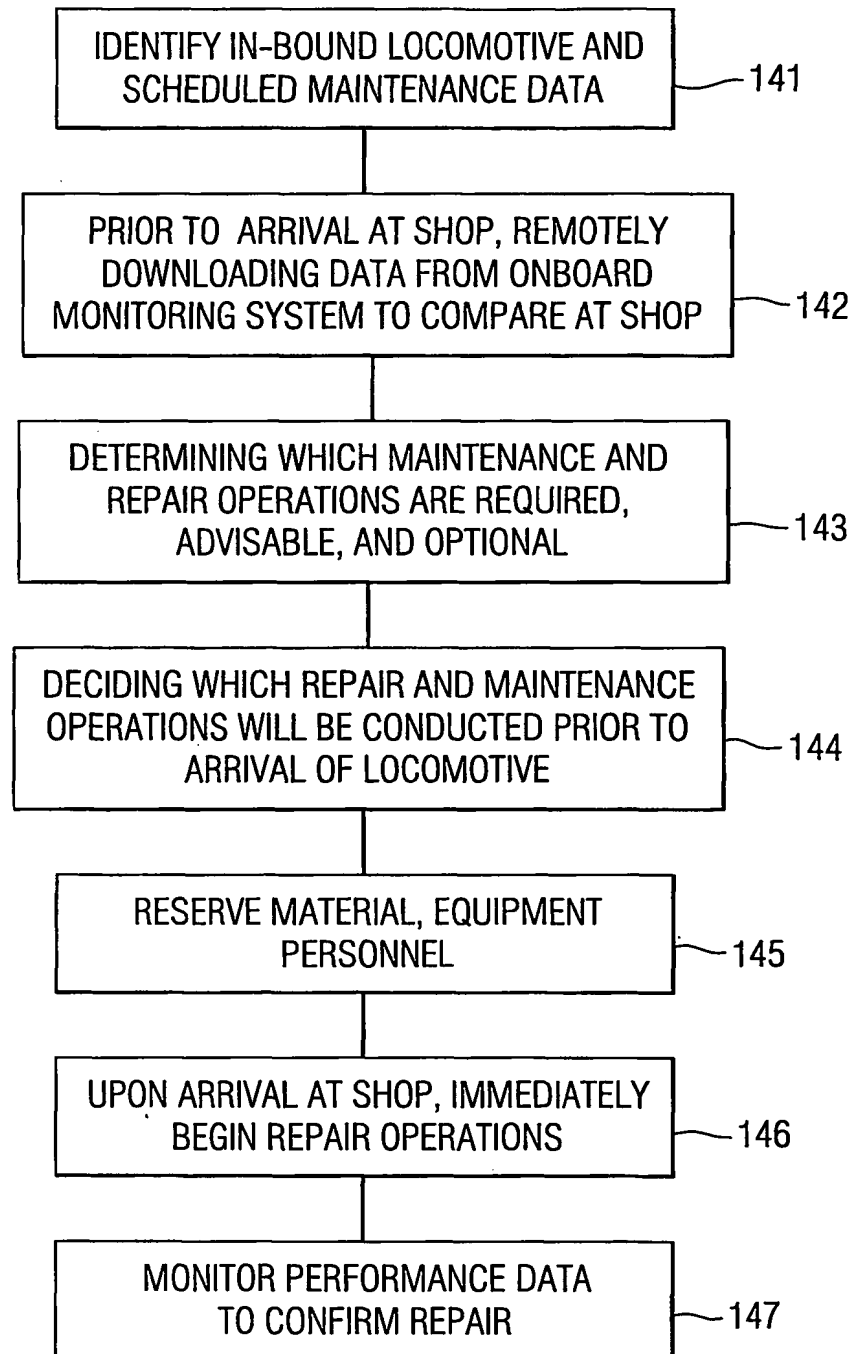 IDENTIFY IN-BOUND LOCOMOTIVE AND
SCHEDULED MAINTENANCE DATA
141
PRIOR TO ARRIVAL AT SHOP, REMOTELY
DOWNLOADING DATA FROM ONBOARD
MONITORING SYSTEM TO COMPARE AT SHOP
142
DETERMINING WHICH MAINTENANCE AND
REPAIR OPERATIONS ARE REQUIRED,
ADVISABLE, AND OPTIONAL
143
DECIDING WHICH REPAIR AND MAINTENANCE
OPERATIONS WILL BE CONDUCTED PRIOR TO
ARRIVAL OF LOCOMOTIVE
144
RESERVE MATERIAL, EQUIPMENT
PERSONNEL
145
UPON ARRIVAL AT SHOP, IMMEDIATELY
BEGIN REPAIR OPERATIONS
146
MONITOR PERFORMANCE DATA
TO CONFIRM REPAIR
147